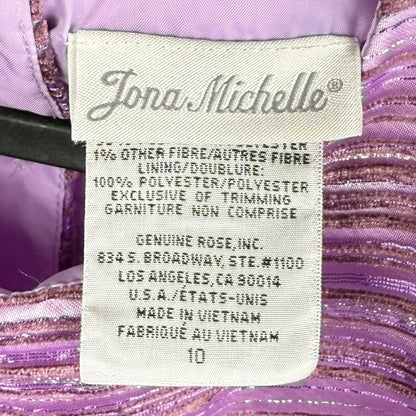 Jona Michelle®
1% OTHER FIBRE/AUTRES FIBRE
LINING/DOUBLURE:
100% POLYESTER/POLYESTER
EXCLUSIVE OF TRIMMING
GARNITURE NON COMPRISE
GENUINE ROSE, INC.
834 S. BROADWAY, STE.#1100
LOS ANGELES, CA 90014
U.S.A./ÉTATS-UNIS
MADE IN VIETNAM
FABRIQUÉ AU VIETNAM
10